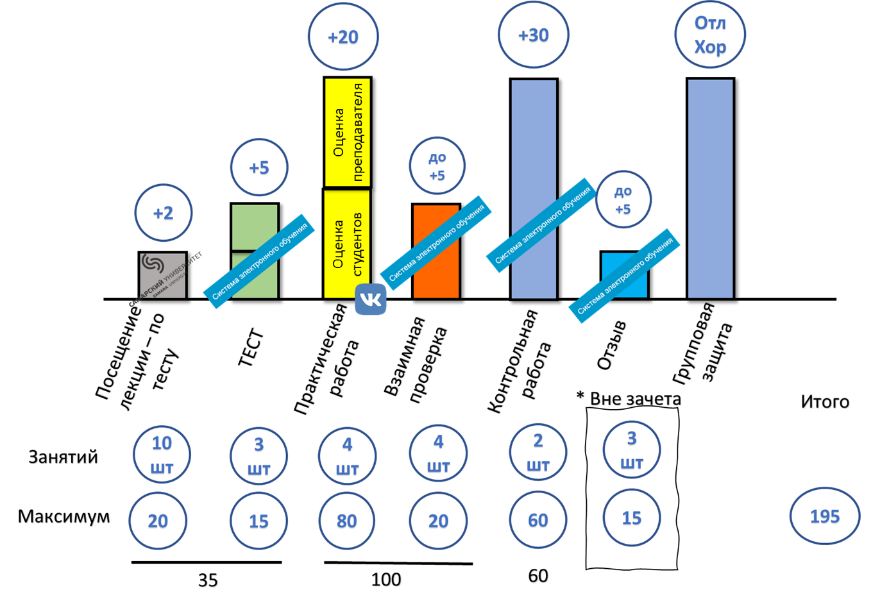 +20
+30
Отл
Хор
+5
до
+5
+2
до
+5
Оценка
преподавателя
Оценка
студентов
САМАРСКИЙ УНИВЕРСИТЕТ
Система электронного обучения
Система электронного обучения
Система электронного обучения
Система электронного обучения
Посещение
лекции – по
тесту
ТЕСТ
Практическая
работа
Взаимная
проверка
Контрольная
работа
Отзыв
Групповая
защита
* Вне зачета
Итого
Занятий
10
шт
3
шт
4
шт
4
шт
2
шт
3
шт
Максимум
20
15
80
20
60
15
195
35
100
60